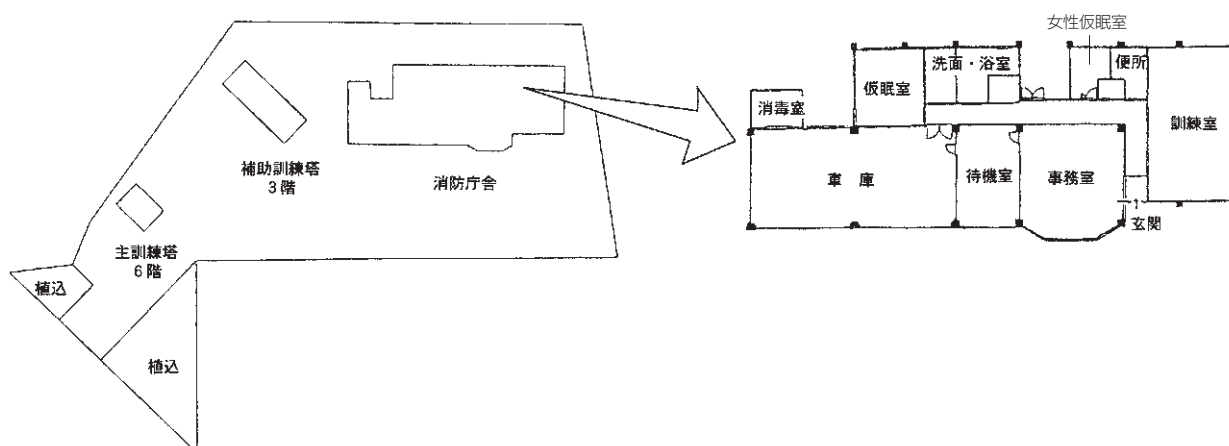 補助訓練塔
3階
消防庁舎
主訓練塔
6階
植込
植込
女性仮眠室
洗面・浴室
便所
仮眠室
消毒室
訓練室
車庫
待機室
事務室
玄関